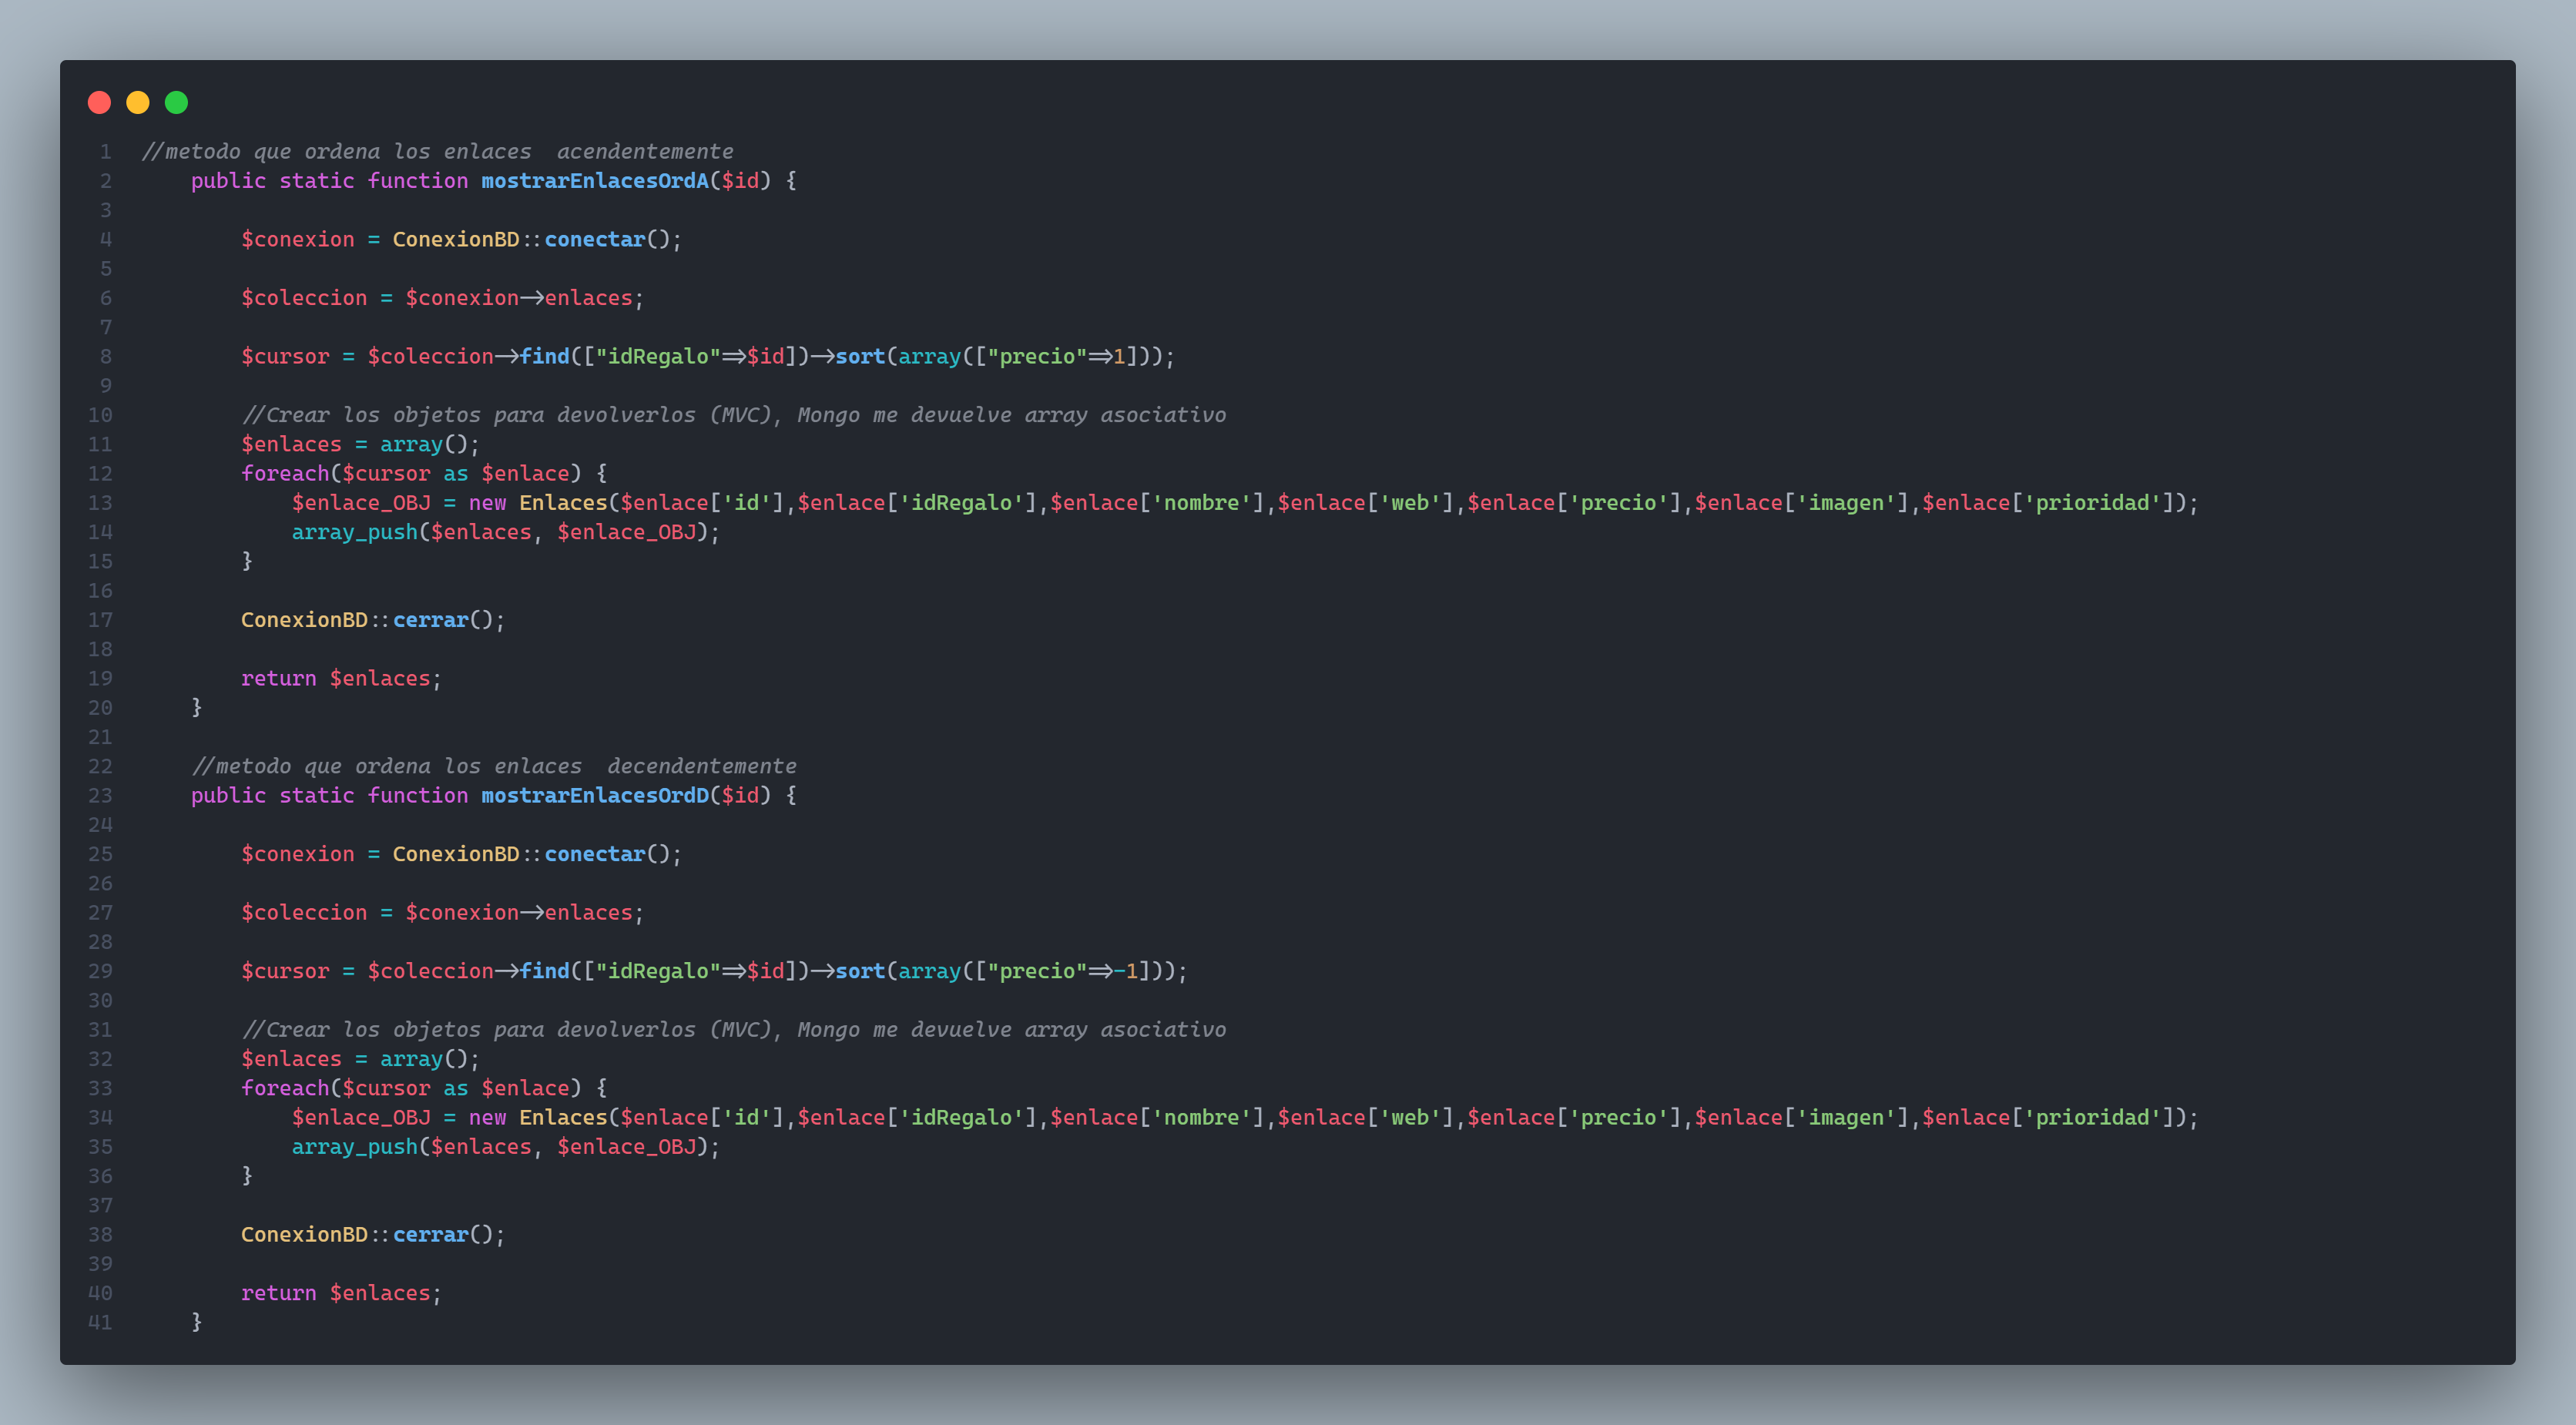 1 //metodo que ordena los enlaces  acendentemente
2     public static function mostrarEnlacesOrdA($id) {
3
4         $conexion = ConexionBD::conectar();
5
6         $coleccion = $conexion->enlaces;
7
8         $cursor = $coleccion->find(["idRegalo"=>$id])->sort(array(["precio"=>1]));
9
10         //Crear los objetos para devolverlos (MVC), Mongo me devuelve array asociativo
11         $enlaces = array();
12         foreach($cursor as $enlace) {
13             $enlace_OBJ = new Enlaces($enlace['id'],$enlace['idRegalo'],$enlace['nombre'],$enlace['web'],$enlace['precio'],$enlace['imagen'],$enlace['prioridad']);
14             array_push($enlaces, $enlace_OBJ);
15         }
16
17         ConexionBD::cerrar();
18
19         return $enlaces;
20     }
21
22     //metodo que ordena los enlaces  decendentemente
23     public static function mostrarEnlacesOrdD($id) {
24
25         $conexion = ConexionBD::conectar();
26
27         $coleccion = $conexion->enlaces;
28
29         $cursor = $coleccion->find(["idRegalo"=>$id])->sort(array(["precio"=>-1]));
30
31         //Crear los objetos para devolverlos (MVC), Mongo me devuelve array asociativo
32         $enlaces = array();
33         foreach($cursor as $enlace) {
34             $enlace_OBJ = new Enlaces($enlace['id'],$enlace['idRegalo'],$enlace['nombre'],$enlace['web'],$enlace['precio'],$enlace['imagen'],$enlace['prioridad']);
35             array_push($enlaces, $enlace_OBJ);
36         }
37
38         ConexionBD::cerrar();
39
40         return $enlaces;
41     }